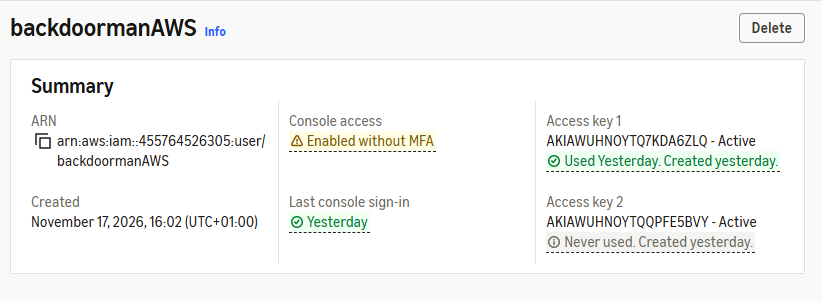 backdoormanAWS Info
Delete
Summary
ARN
arn:aws:iam::455764526305:user/
backdoormanAWS
Created
November 17, 2026, 16:02 (UTC+01:00)
Console access
Enabled without MFA
Last console sign-in
Yesterday
Access key 1
AKIAWUHNOYTQ7KDA6ZLQ - Active
Used Yesterday. Created yesterday.
Access key 2
AKIAWUHNOYTQQPFE5BVY - Active
Never used. Created yesterday.